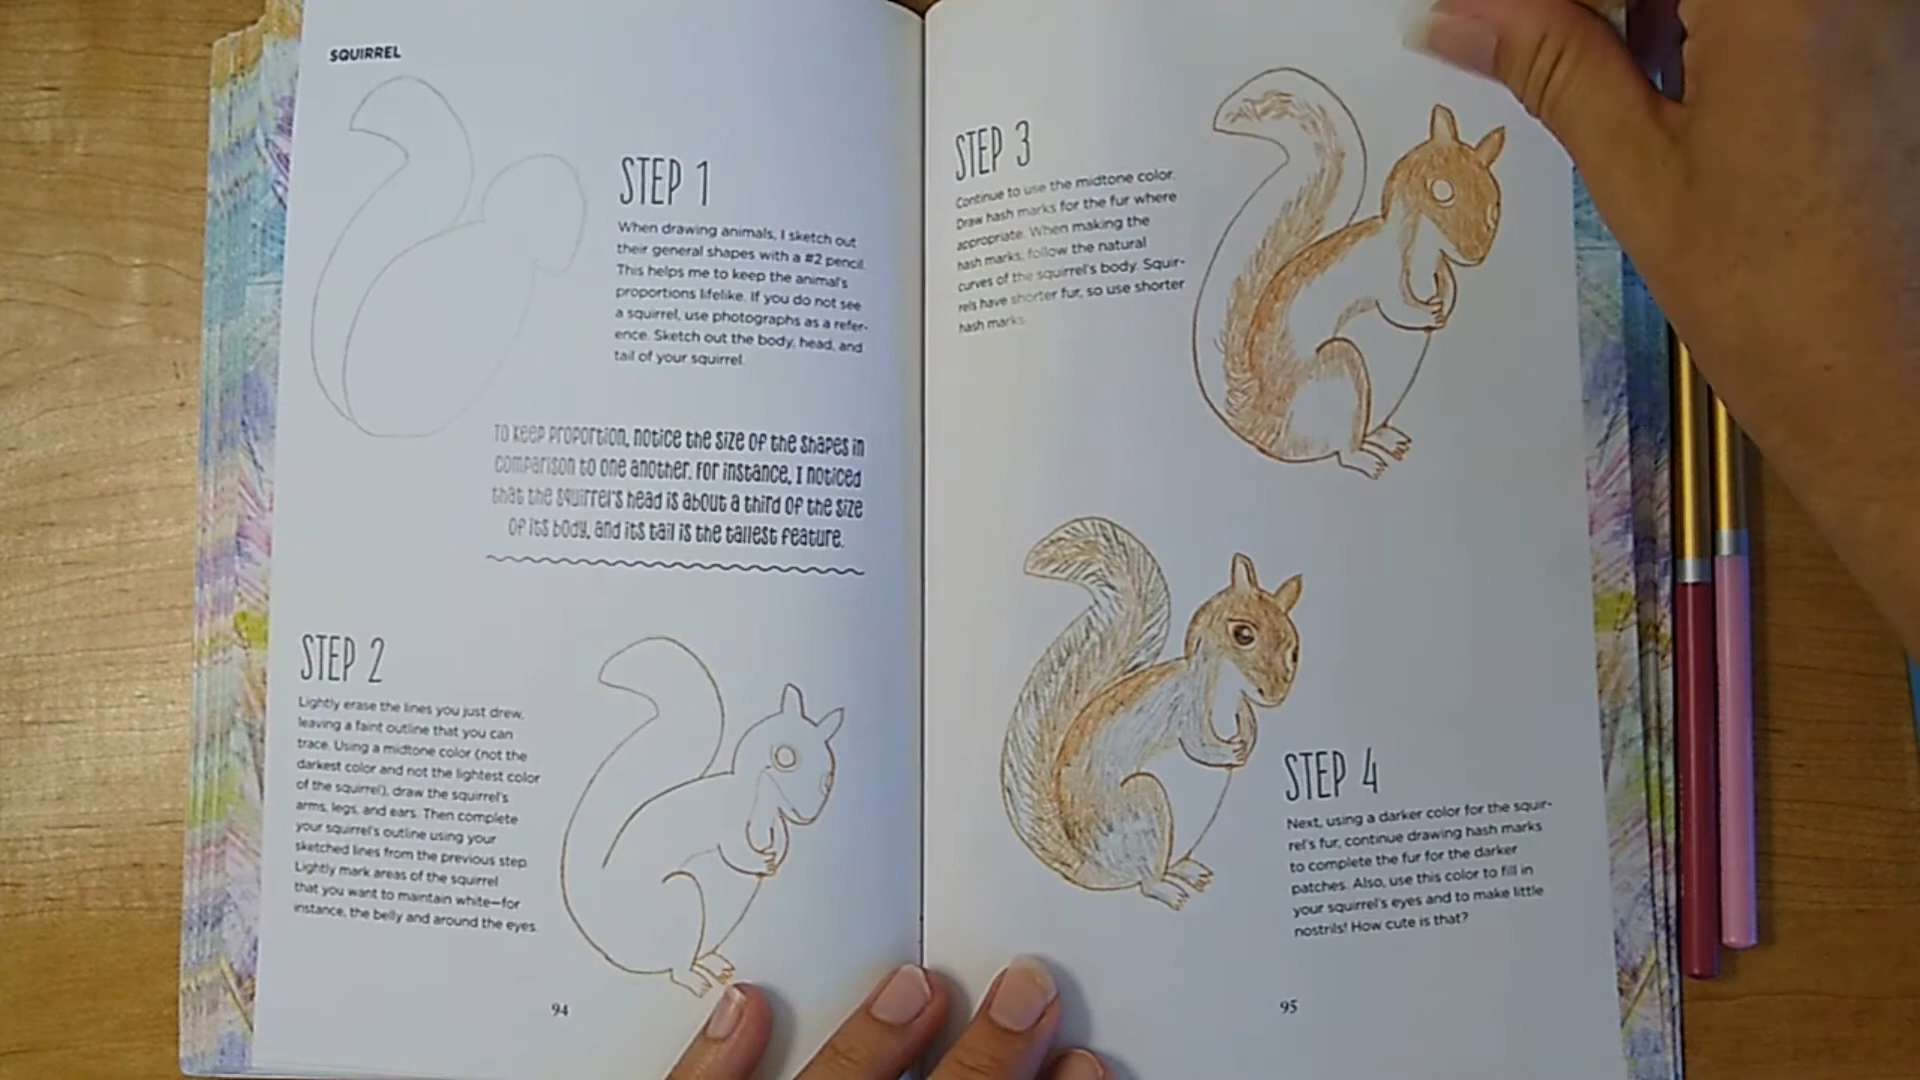 SQUIRREL
STEP 1
When drawing animals, I sketch out
their general shapes with a #2 pencil.
This helps me to keep the animal's
proportions lifelike. If you do not see
a squirrel, use photographs as a refer-
ence. Sketch out the body, head, and
tail of your squirrel.
To keep proportion, notice the size of the shapes in
comparison to one another. For instance, I noticed
that the squirrel's head is about a third of the size
of its body, and its tail is the tallest feature.
STEP 2
Lightly erase the lines you just drew,
leaving a faint outline that you can
trace. Using a midtone color (not the
darkest color and not the lightest color
of the squirrel), draw the squirrel's
arms, legs, and ears. Then complete
your squirrel's outline using your
sketched lines from the previous step.
Lightly mark areas of the squirrel
that you want to maintain white—for
instance, the belly and around the eyes.
94
STEP 3
Continue to use the midtone color.
Draw hash marks for the fur where
appropriate. When making the
hash marks, follow the natural
curves of the squirrel's body. Squir-
rels have shorter fur, so use shorter
hash marks.
STEP 4
Next, using a darker color for the squir-
rel's fur, continue drawing hash marks
to complete the fur for the darker
patches. Also, use this color to fill in
your squirrel's eyes and to make little
nostrils! How cute is that?
95